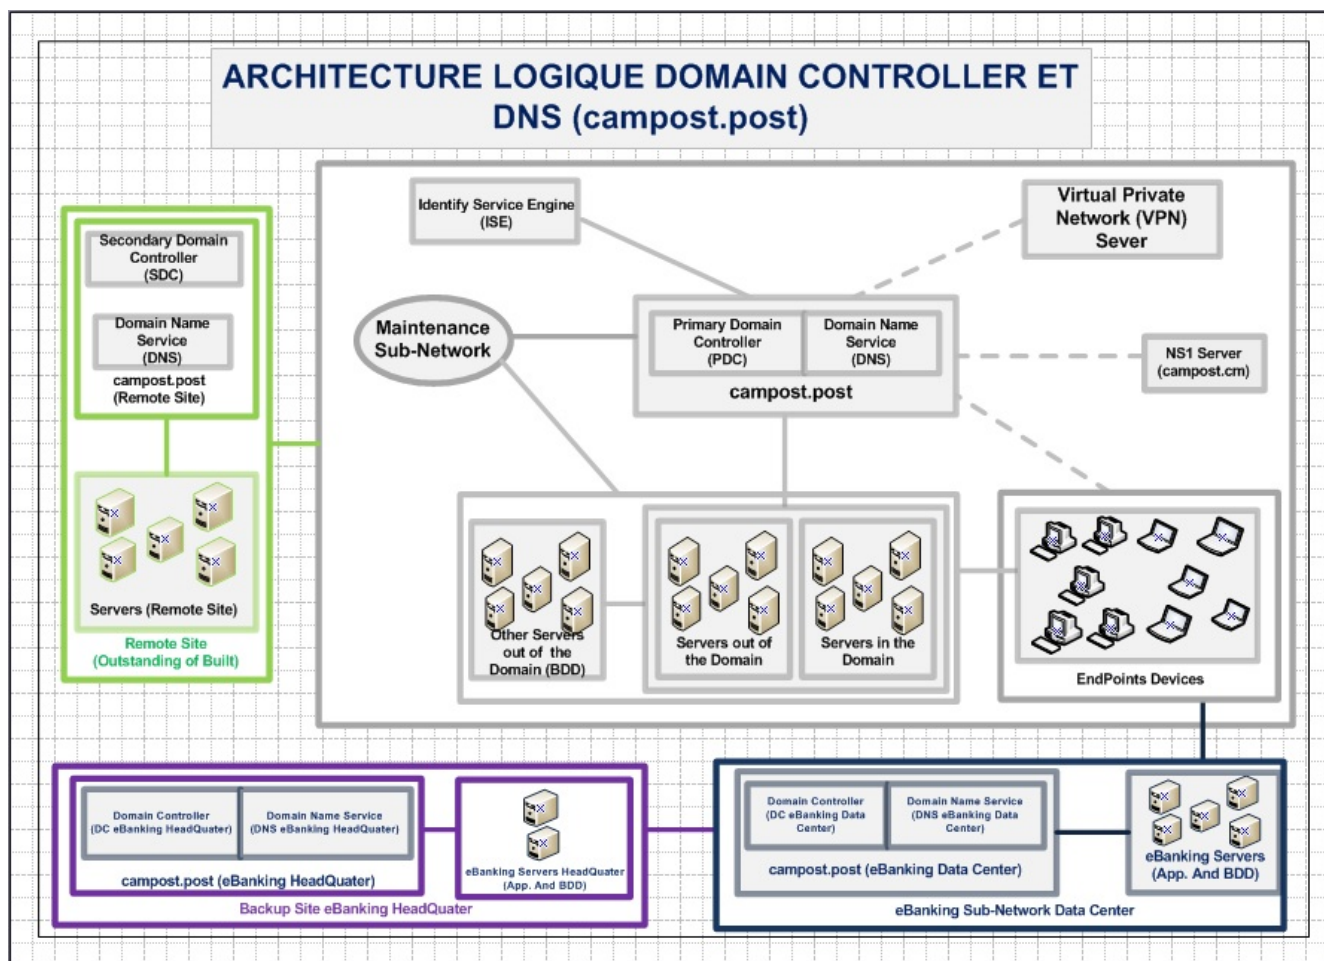 ARCHITECTURE LOGIQUE DOMAIN CONTROLLER ET
DNS (campost.post)
Identify Service Engine
(ISE)
Virtual Private
Network (VPN)
Sever
Secondary Domain
Controller
(SDC)
Domain Name
Service
(DNS)
campost.post
(Remote Site)
Maintenance
Sub-Network
Primary Domain
Controller
(PDC)
Domain Name
Service
(DNS)
campost.post
NS1 Server
(campost.cm)
Servers (Remote Site)
Remote Site
(Outstanding of Built)
Other Servers
out of the
Domain (BDD)
Servers out of
the Domain
Servers in the
Domain
EndPoints Devices
Domain Controller
(DC eBanking HeadQuater)
Domain Name Service
(DNS eBanking HeadQuater)
campost.post (eBanking HeadQuater)
eBanking Servers HeadQuater
(App. And BDD)
Backup Site eBanking HeadQuater
Domain Controller
(DC eBanking Data
Center)
Domain Name Service
(DNS eBanking Data
Center)
campost.post (eBanking Data Center)
eBanking Servers
(App. And BDD)
eBanking Sub-Network Data Center